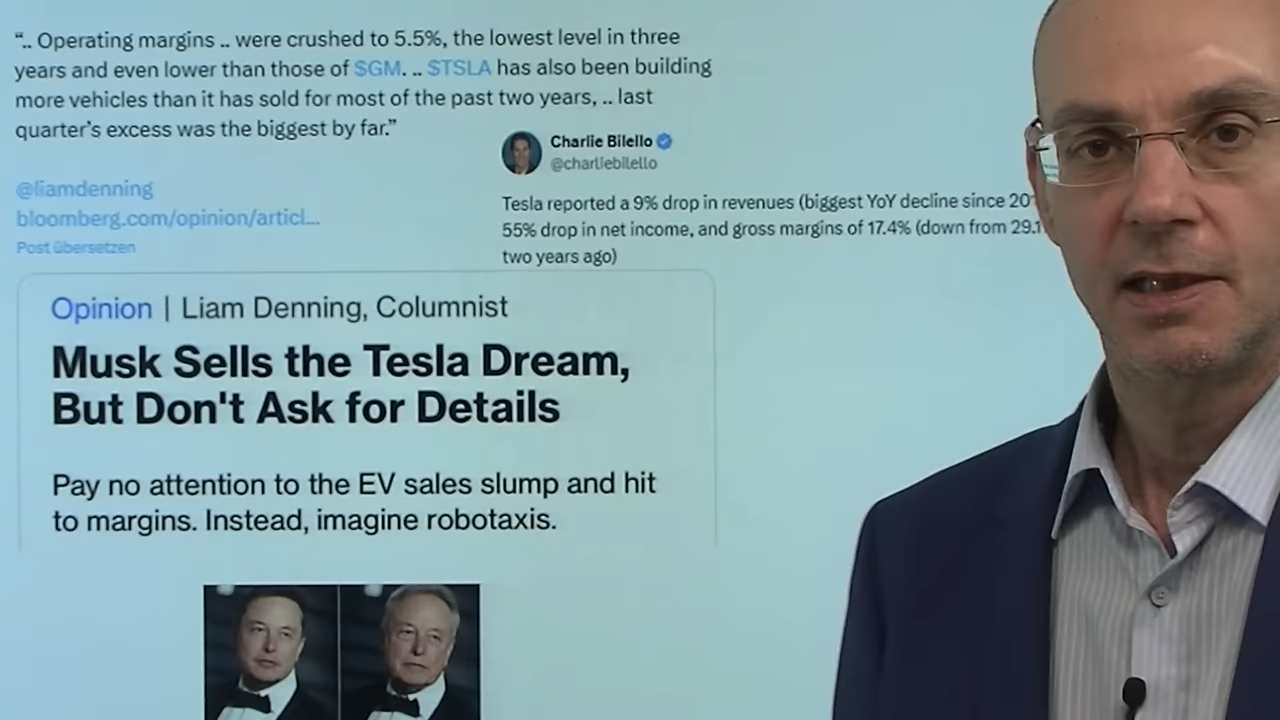 “.. Operating margins .. were crushed to 5.5%, the lowest level in three
years and even lower than those of $GM. .. $TSLA has also been building
more vehicles than it has sold for most of the past two years, .. last
quarter’s excess was the biggest by far.”
@liamdenning
bloomberg.com/opinion/articl...
Post übersetzen
Charlie Bilello
@charliebilello
Tesla reported a 9% drop in revenues (biggest YoY decline since
55% drop in net income, and gross margins of 17.4% (down from
two years ago)
Opinion | Liam Denning, Columnist
Musk Sells the Tesla Dream,
But Don't Ask for Details
Pay no attention to the EV sales slump and hit
to margins. Instead, imagine robotaxis.